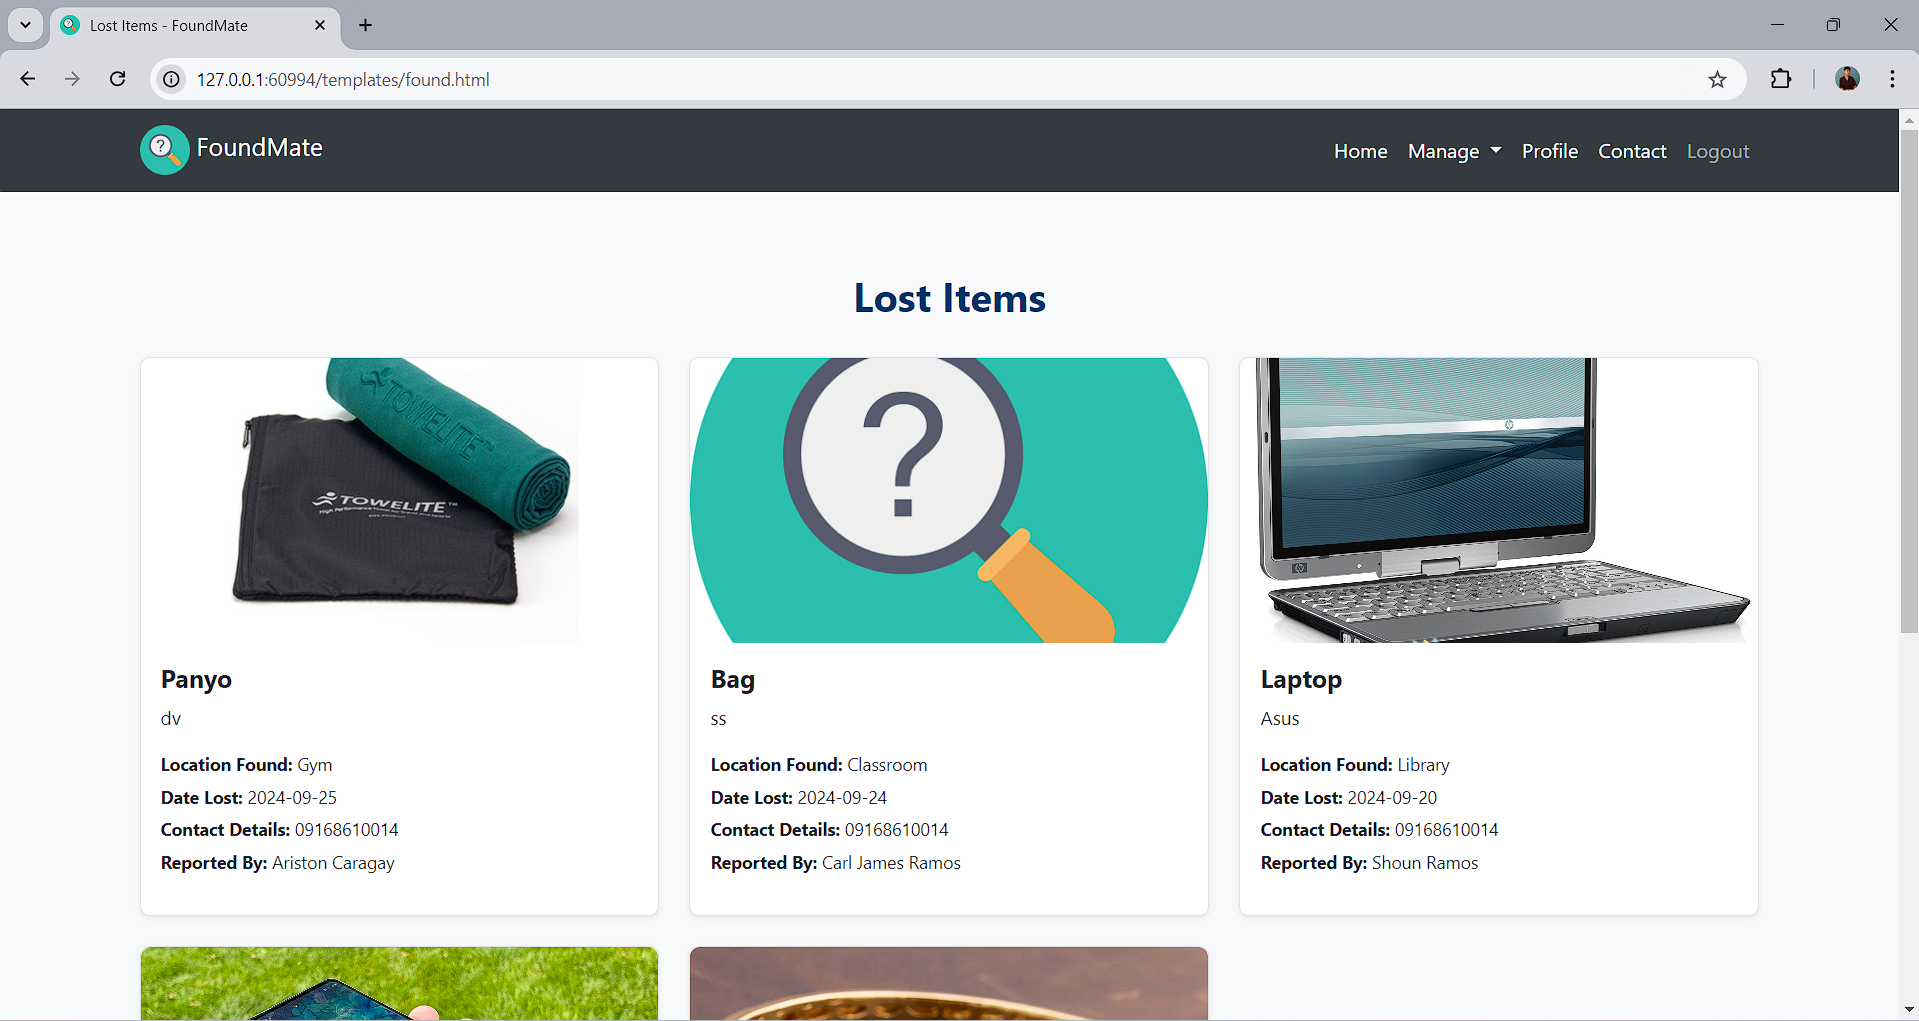 Lost Items - FoundMate
127.0.0.1:60994/templates/found.html
FoundMate
Home Manage Profile Contact Logout
Lost Items
TOWELITE
TOWELITE™
?
?
hp
Panyo
dv
Location Found: Gym
Date Lost: 2024-09-25
Contact Details: 09168610014
Reported By: Ariston Caragay
Bag
ss
Location Found: Classroom
Date Lost: 2024-09-24
Contact Details: 09168610014
Reported By: Carl James Ramos
Laptop
Asus
Location Found: Library
Date Lost: 2024-09-20
Contact Details: 09168610014
Reported By: Shoun Ramos